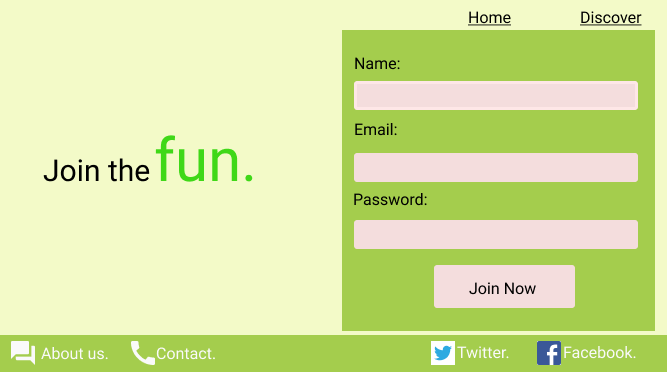 Home Discover
Name:
Email:
Join the fun.
Password:
Join Now
About us. Contact. Twitter. Facebook.